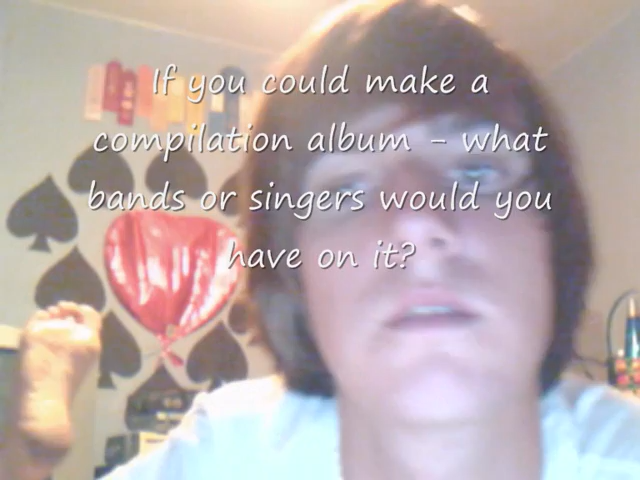 If you could make a
compilation album - what
bands or singers would you
have on it?